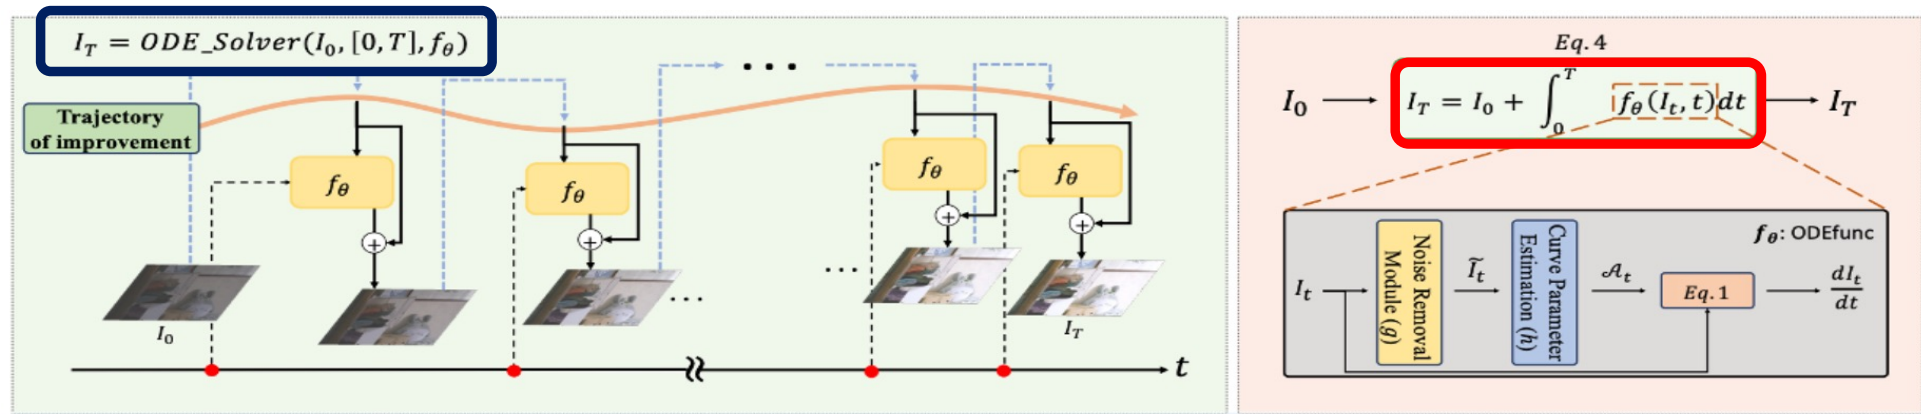 I_T = ODE_Solver(I_0, [0, T], f_θ)
Trajectory
of improvement
f_θ
f_θ
f_θ
f_θ
+
+
+
+
...
...
...
I_0
I_T
t
Eq. 4
I_0
I_T = I_0 + ∫_0^T f_θ(I_t, t)dt
I_T
f_θ: ODEfunc
I_t
Noise Removal
Module (g)
Ĩ_t
Curve Parameter
Estimation (h)
𝒜_t
Eq. 1
dI_t
dt